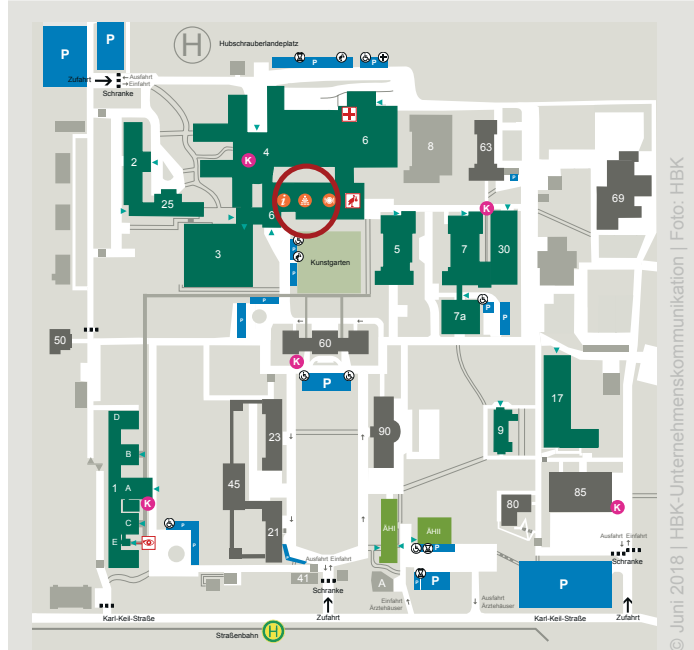 P
P
H
Hubschrauberlandeplatz
P
P
Zufahrt
Ausfahrt
Einfahrt
Schranke
6
8
63
2
4
K
69
25
i
6
K
P
P
3
5
7
30
Kunstgarten
P
P
P
7a
P
P
50
60
K
P
17
D
23
90
9
B
45
1
A
85
K
80
K
C
ÄHI
ÄHII
21
E
P
P
P
Ausfahrt Einfahrt
Ausfahrt Einfahrt
Schranke
41
A
P
P
Schranke
Einfahrt
Ärztehäuser
Ausfahrt
Ärztehäuser
Karl-Keil-Straße
Zufahrt
Karl-Keil-Straße
Zufahrt
Straßenbahn
H
© Juni 2018 | HBK-Unternehmenskommunikation | Foto: HBK